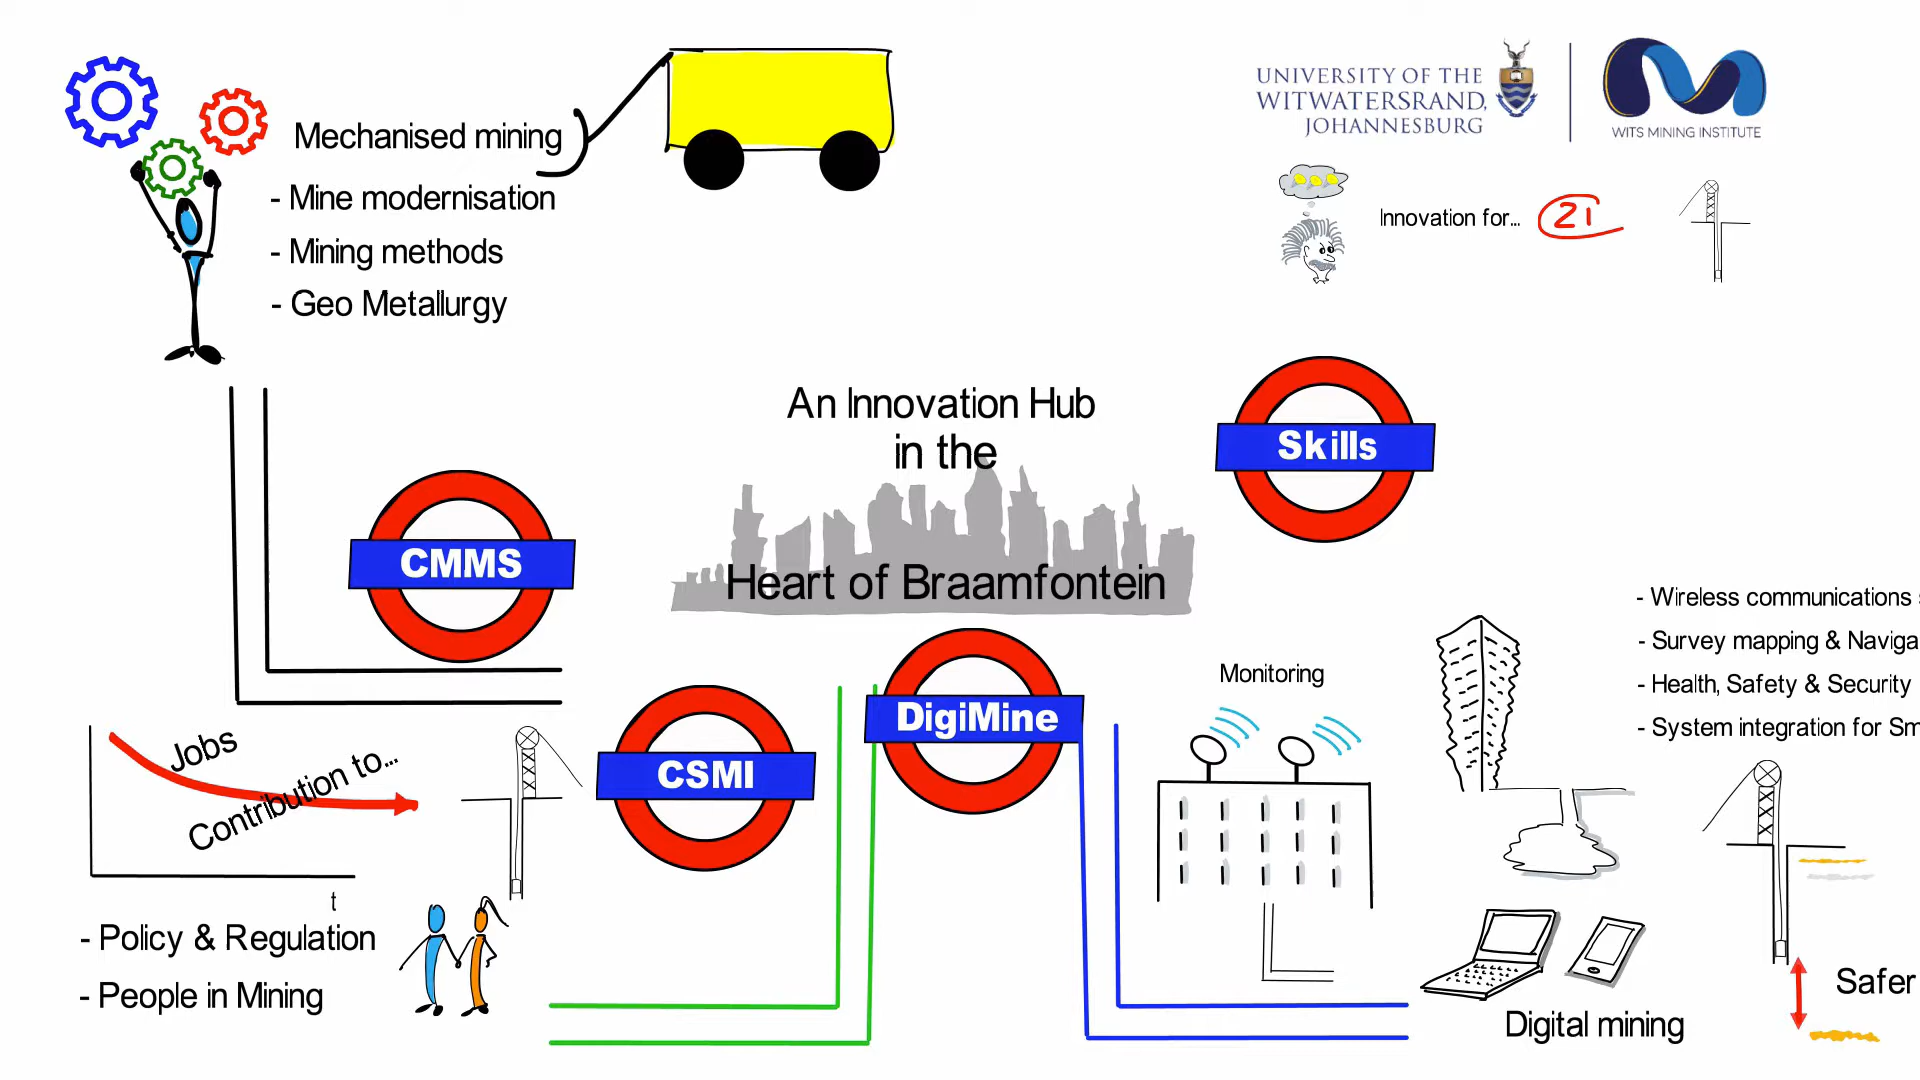 UNIVERSITY OF THE
WITWATERSRAND,
JOHANNESBURG
WITS MINING INSTITUTE
Mechanised mining
- Mine modernisation
- Mining methods
- Geo Metallurgy
Innovation for...
21
An Innovation Hub
in the
Heart of Braamfontein
Skills
CMMS
CSMI
DigiMine
Monitoring
- Wireless communications
- Survey mapping & Naviga
- Health, Safety & Security
- System integration for Sm
Jobs
Contribution to...
t
- Policy & Regulation
- People in Mining
Digital mining
Safer